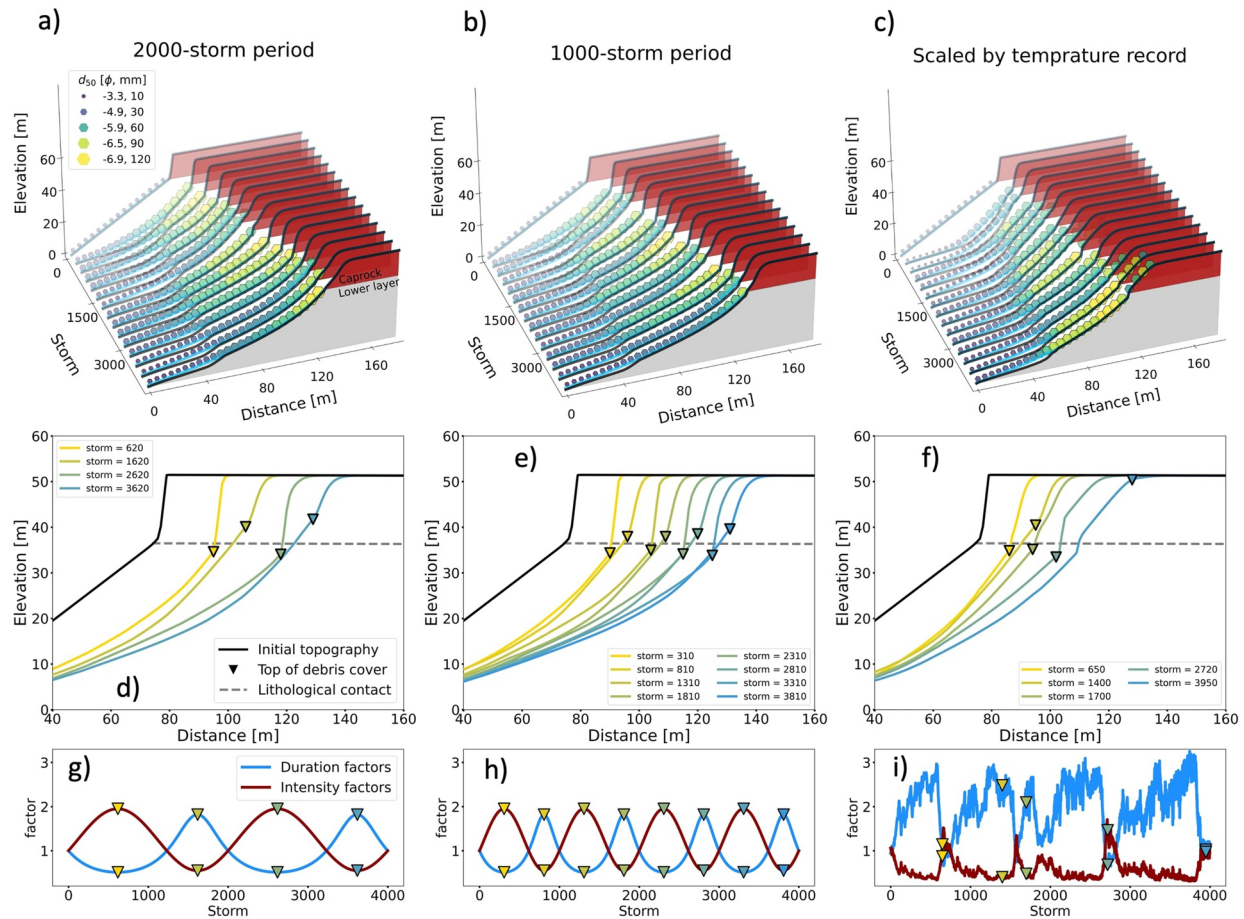 a)
2000-storm period
d50 [ϕ, mm]
-3.3, 10
-4.9, 30
-5.9, 60
-6.5, 90
-6.9, 120
Elevation [m]
60
40
20
0
0
1500
3000
Storm
0
40
80
120
160
Distance [m]
Caprock
Lower layer
b)
1000-storm period
Elevation [m]
60
40
20
0
0
1500
3000
Storm
0
40
80
120
160
Distance [m]
c)
Scaled by temprature record
Elevation [m]
60
40
20
0
0
1500
3000
Storm
0
40
80
120
160
Distance [m]
60
50
40
30
20
10
0
Elevation [m]
storm = 620
storm = 1620
storm = 2620
storm = 3620
d)
Initial topography
Top of debris cover
Lithological contact
40 60 80 100 120 140 160
Distance [m]
e)
60
50
40
30
20
10
0
Elevation [m]
storm = 310
storm = 810
storm = 1310
storm = 1810
storm = 2310
storm = 2810
storm = 3310
storm = 3810
40 60 80 100 120 140 160
Distance [m]
f)
60
50
40
30
20
10
0
Elevation [m]
storm = 650
storm = 1400
storm = 1700
storm = 2720
storm = 3950
40 60 80 100 120 140 160
Distance [m]
g)
3
2
1
factor
Duration factors
Intensity factors
0 1000 2000 3000 4000
Storm
h)
3
2
1
factor
0 1000 2000 3000 4000
Storm
i)
3
2
1
factor
0 1000 2000 3000 4000
Storm